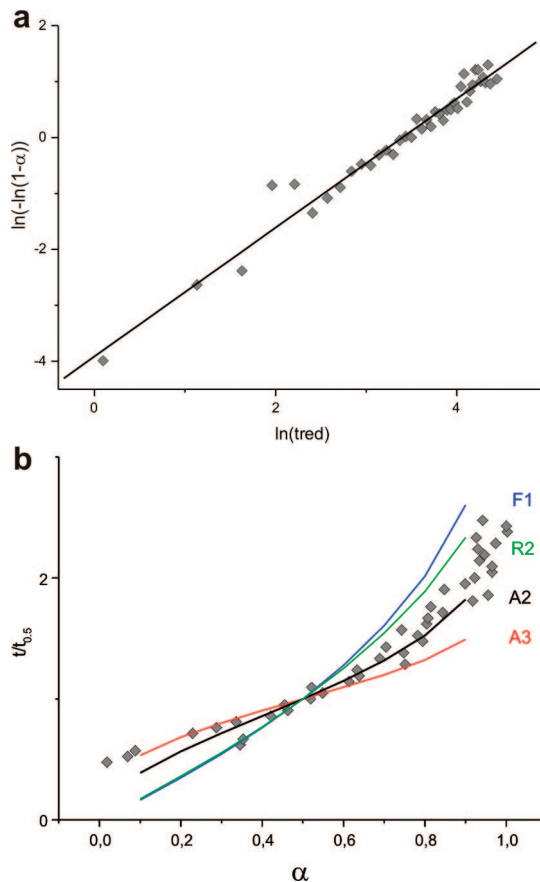 a
2
0
-2
-4
ln(-ln(1-α))
0
2
4
ln(tred)
b
2
0
t/t0.5
F1
R2
A2
A3
0,0
0,2
0,4
0,6
0,8
1,0
α